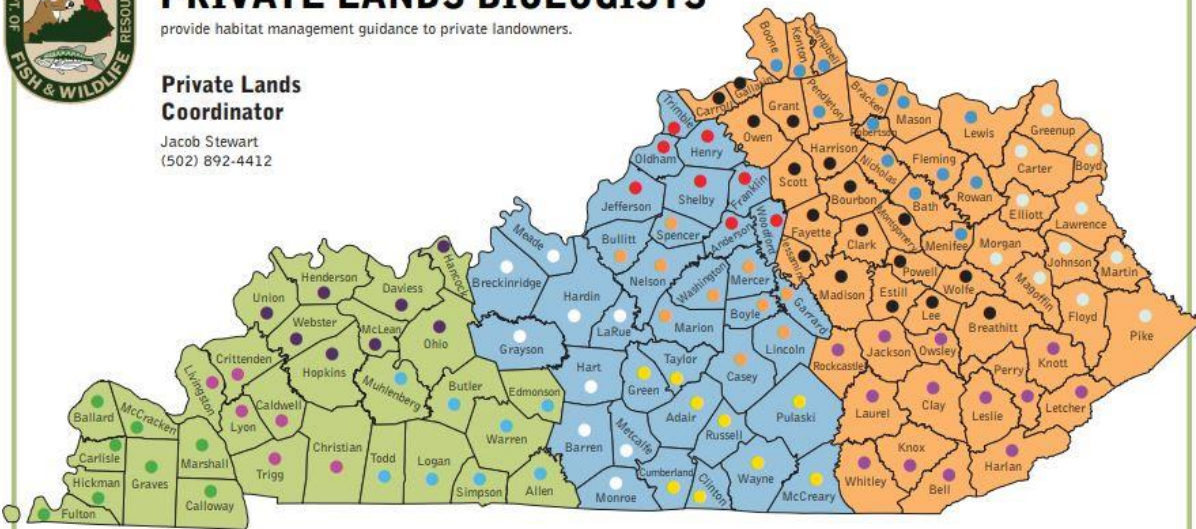 PRIVATE LANDS BIOLOGISTS
provide habitat management guidance to private landowners.
T. OF
FISH & WILDLIFE
RESOU
Private Lands
Coordinator
Jacob Stewart
(502) 892-4412
Boone
Kenton
Campbell
Gallatin
Carroll
Trimble
Grant
Pendleton
Bracken
Mason
Robertson
Lewis
Greenup
Owen
Henry
Oldham
Harrison
Nicholas
Fleming
Carter
Boyd
Scott
Franklin
Shelby
Jefferson
Bourbon
Bath
Rowan
Elliott
Lawrence
Montgomery
Spencer
Anderson
Woodford
Fayette
Bullitt
Clark
Menifee
Morgan
Johnson
Martin
Meade
Hancock
Jessamine
Powell
Wolfe
Magoffin
Breckinridge
Nelson
Washington
Mercer
Madison
Estill
Lee
Floyd
Henderson
Daviess
Union
Hardin
LaRue
Marion
Boyle
Garrard
Breathitt
Pike
Webster
McLean
Ohio
Grayson
Lincoln
Rockcastle
Jackson
Owsley
Knott
Perry
Crittenden
Hopkins
Hart
Taylor
Casey
Livingston
Muhlenberg
Butler
Edmonson
Green
Laurel
Clay
Leslie
Letcher
Ballard
McCracken
Caldwell
Lyon
Adair
Pulaski
Warren
Metcalfe
Russell
Barren
Carlisle
Marshall
Trigg
Christian
Todd
Logan
Knox
Harlan
Hickman
Graves
Simpson
Allen
Monroe
Cumberland
Clinton
Wayne
McCreary
Whitley
Bell
Fulton
Calloway